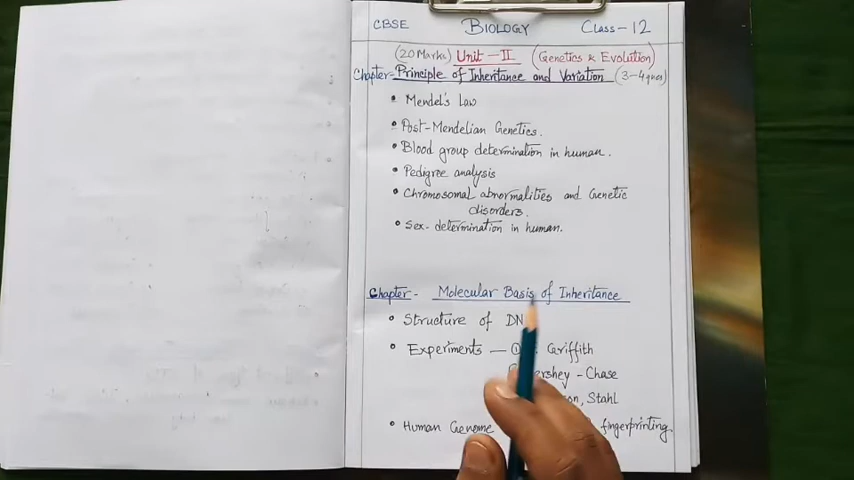 CBSE BIOLOGY Class-12
(20 Marks) Unit-II (Genetics & Evolution)
Chapter- Principle of Inheritance and Variation (3-4 ques)
• Mendel's Law
• Post-Mendelian Genetics.
• Blood group determination in human.
• Pedigree analysis
• Chromosomal abnormalities and Genetic
disorders.
• Sex-determination in human.
Chapter- Molecular Basis of Inheritance
• Structure of DN
• Experiments — ① Griffith
ershey - Chase
Stahl
• Human Genome fingerprinting.